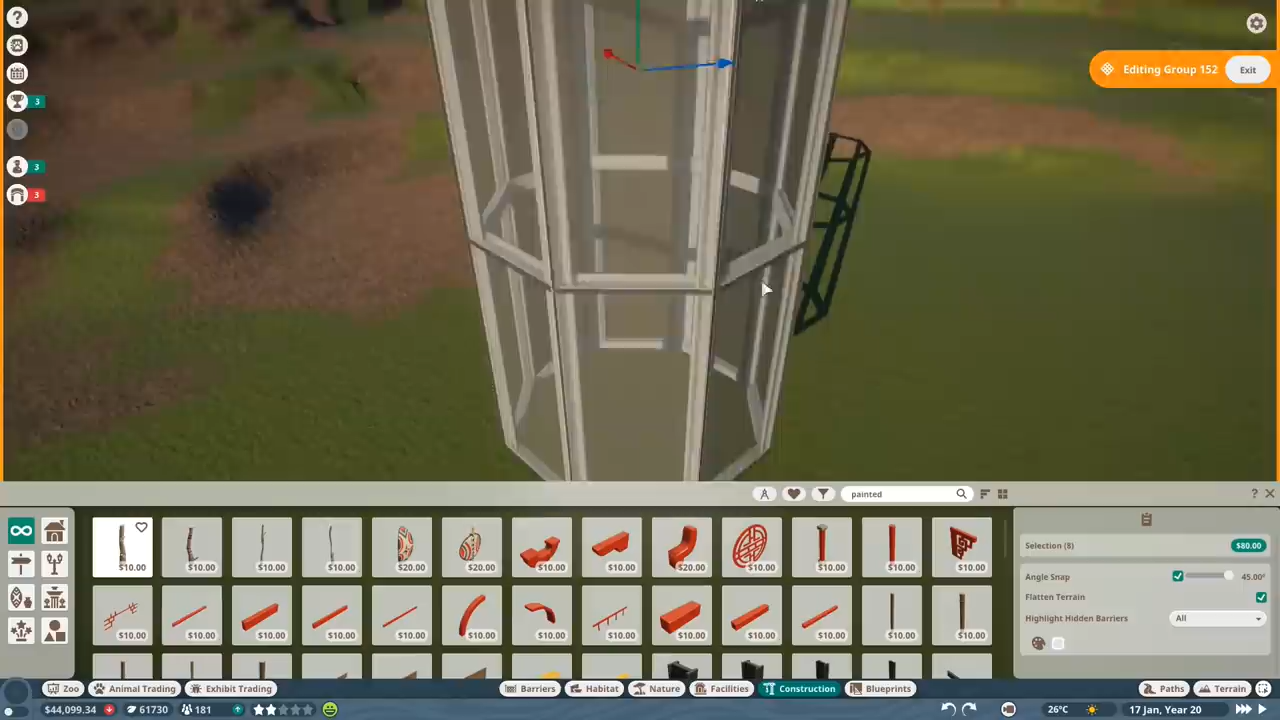 ?
Editing Group 152 Exit
3
3
3
painted
? ×
$10.00 $10.00 $10.00 $10.00 $20.00 $20.00 $10.00 $10.00 $20.00 $10.00 $10.00 $10.00 $10.00
$10.00 $10.00 $10.00 $10.00 $10.00 $10.00 $10.00 $10.00 $10.00 $10.00 $10.00 $10.00 $10.00
Selection (8) $80.00
Angle Snap 45.00°
Flatten Terrain
Highlight Hidden Barriers All
Zoo Animal Trading Exhibit Trading Barriers Habitat Nature Facilities Construction Blueprints Paths Terrain
$44,099.34 61730 181 26°C 17 Jan, Year 20